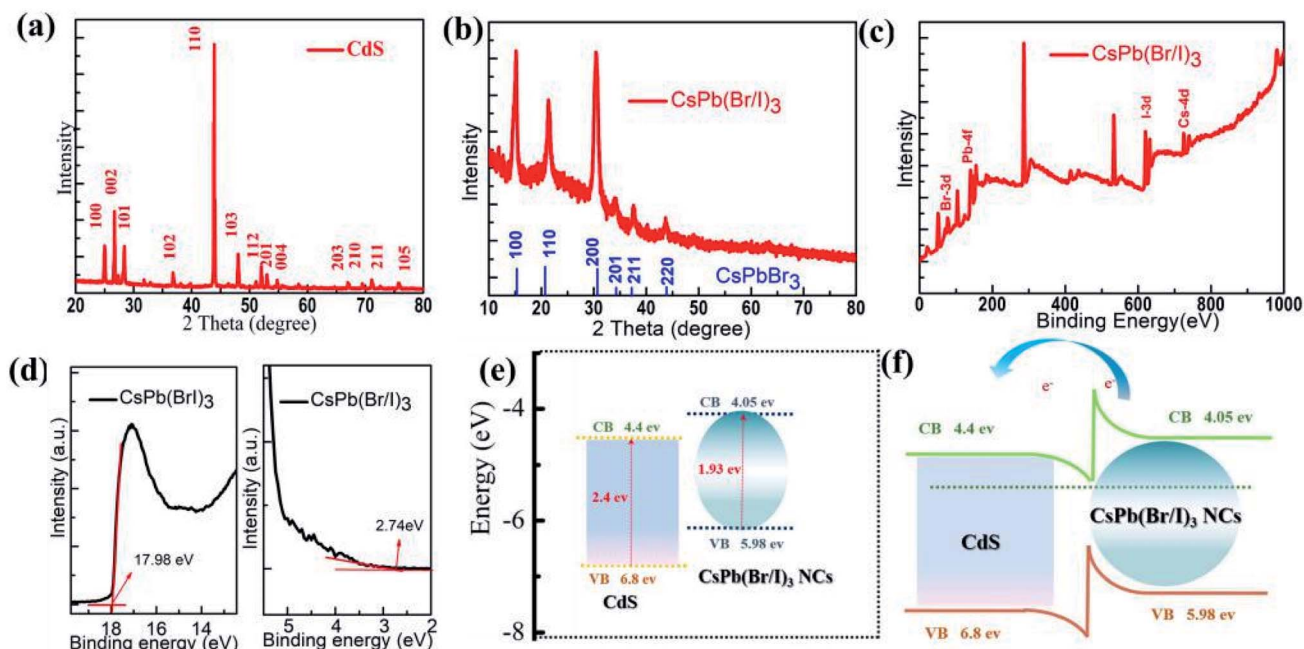 (a)
CdS
100
002
101
102
110
103
112
201
004
203
210
211
105
Intensity
20 30 40 50 60 70 80
2 Theta (degree)
(b)
CsPb(Br/I)3
100
110
200
201
211
220
CsPbBr3
Intensity
10 20 30 40 50 60 70 80
2 Theta (degree)
(c)
CsPb(Br/I)3
Br-3d
Pb-4f
I-3d
Cs-4d
Intensity
0 200 400 600 800 1000
Binding Energy(eV)
(d)
CsPb(BrI)3
17.98 eV
Intensity (a.u.)
18 16 14
Binding energy (eV)
CsPb(Br/I)3
2.74eV
Intensity (a.u.)
5 4 3 2
Binding energy (eV)
(e)
Energy (eV)
-4
-6
-8
CB 4.4 ev
2.4 ev
VB 6.8 ev
CdS
CB 4.05 ev
1.93 ev
VB 5.98 ev
CsPb(Br/I)3 NCs
(f)
e-
e-
CB 4.4 ev
CB 4.05 ev
CdS
CsPb(Br/I)3 NCs
VB 6.8 ev
VB 5.98 ev